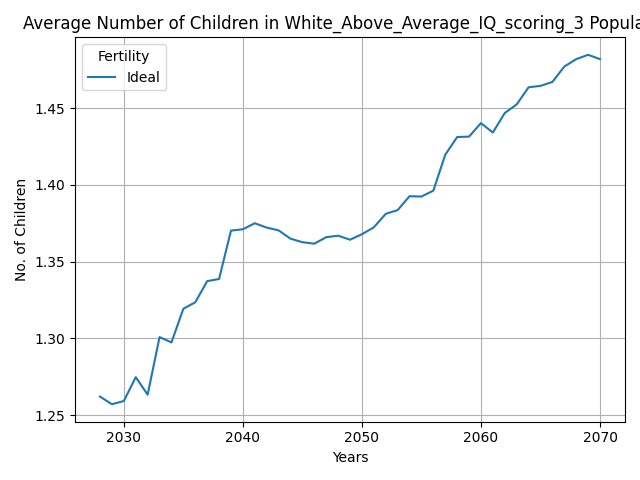 Average Number of Children in White_Above_Average_IQ_scoring_3 Popula
Fertility
Ideal
No. of Children
1.45
1.40
1.35
1.30
1.25
2030 2040 2050 2060 2070
Years